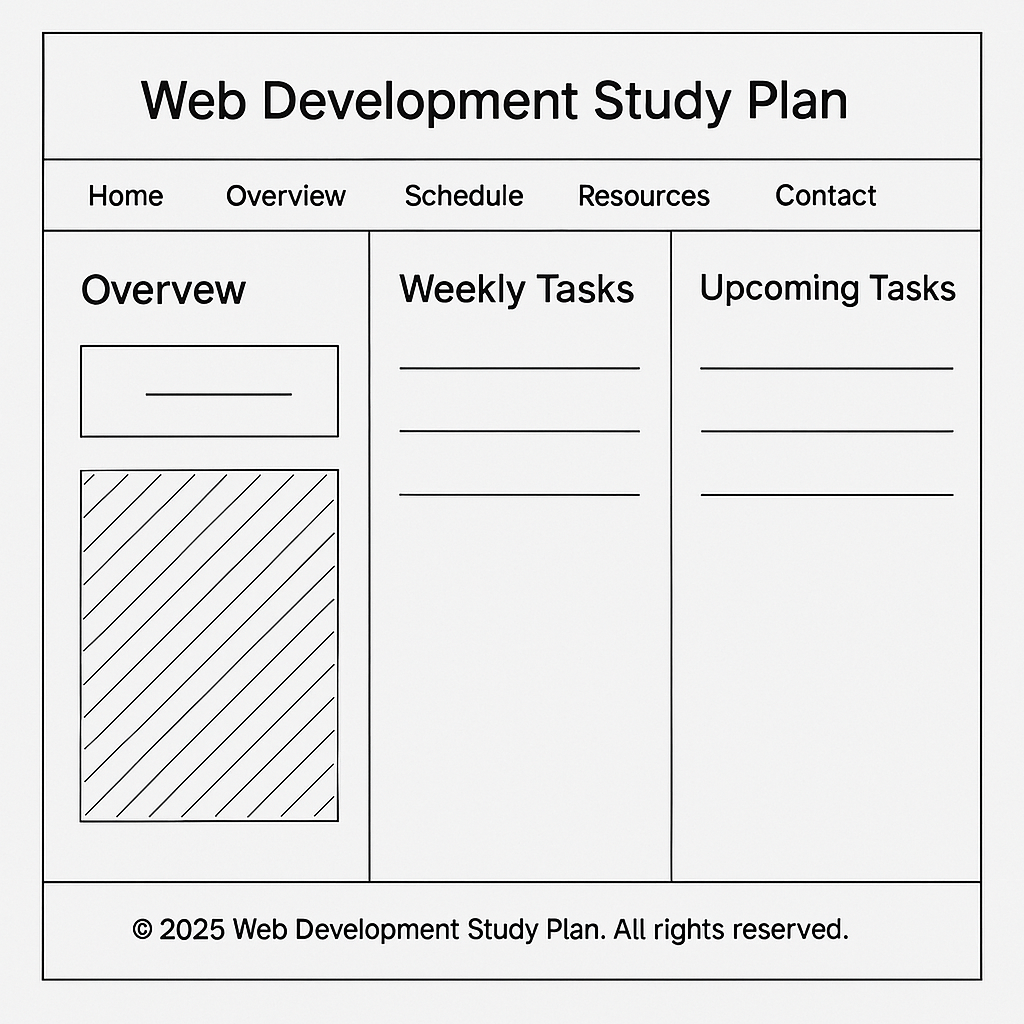 Web Development Study Plan
Home Overview Schedule Resources Contact
Overvew
Weekly Tasks
Upcoming Tasks
© 2025 Web Development Study Plan. All rights reserved.